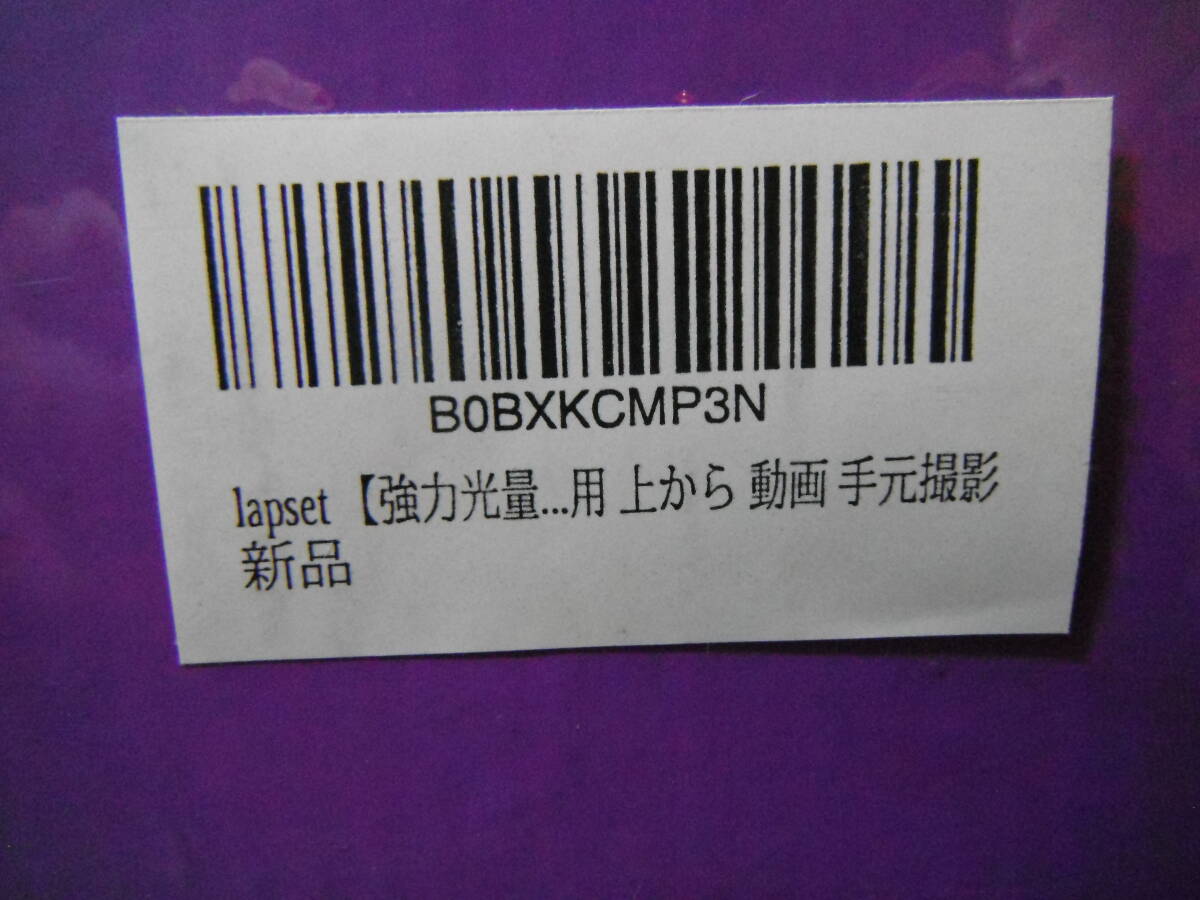 B0BXKCMP3N
lapset【強力光量...用 上から 動画 手元撮影
新品